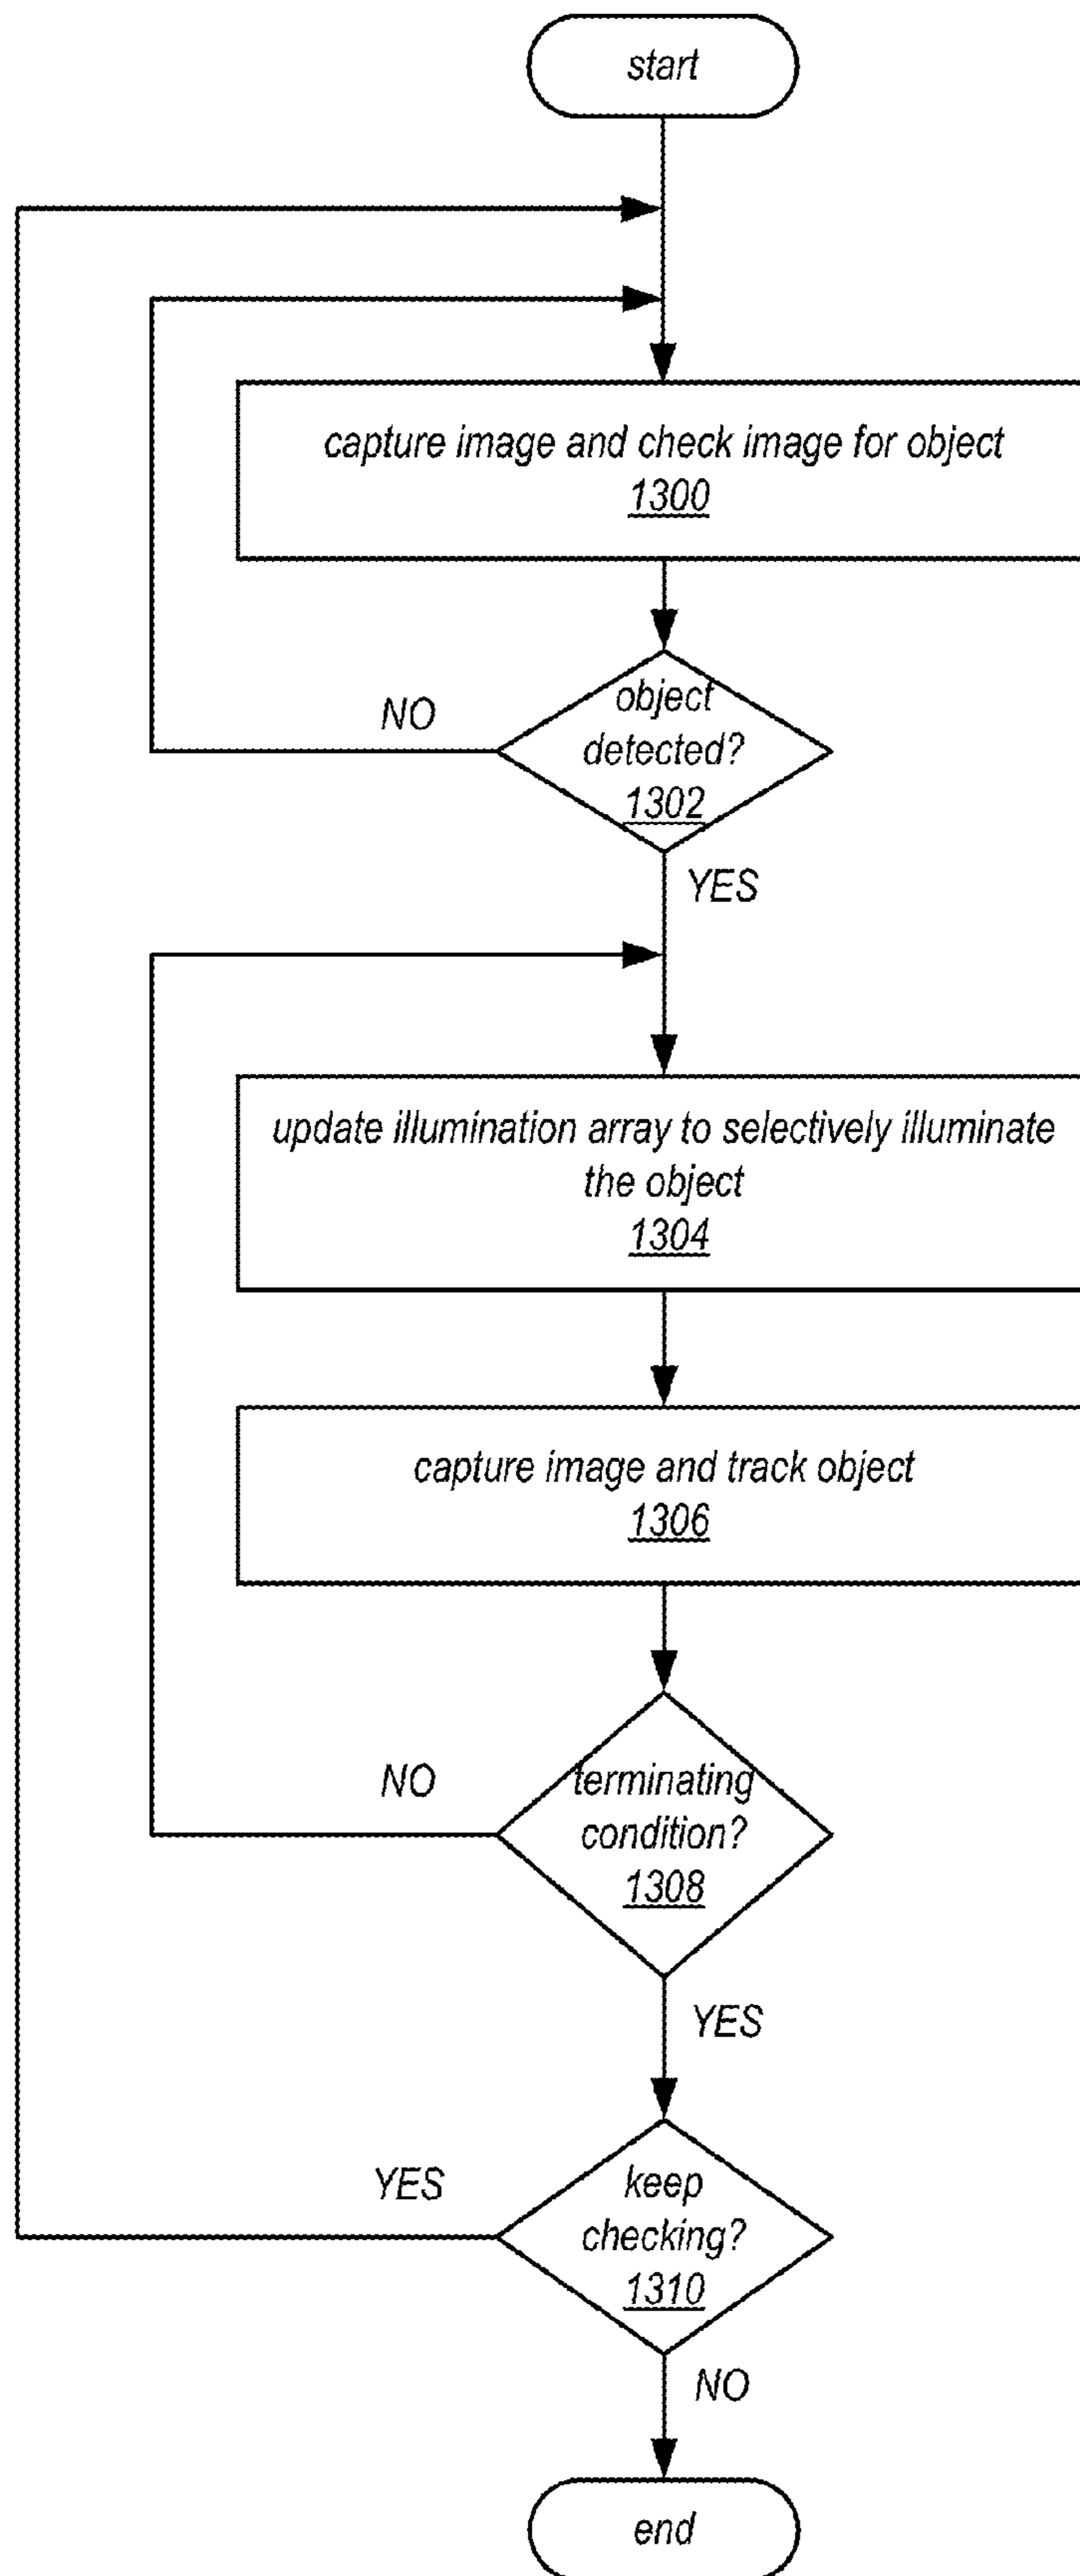 start
capture image and check image for object
1300
NO
object
detected?
1302
YES
update illumination array to selectively illuminate
the object
1304
capture image and track object
1306
NO
terminating
condition?
1308
YES
YES
keep
checking?
1310
NO
end